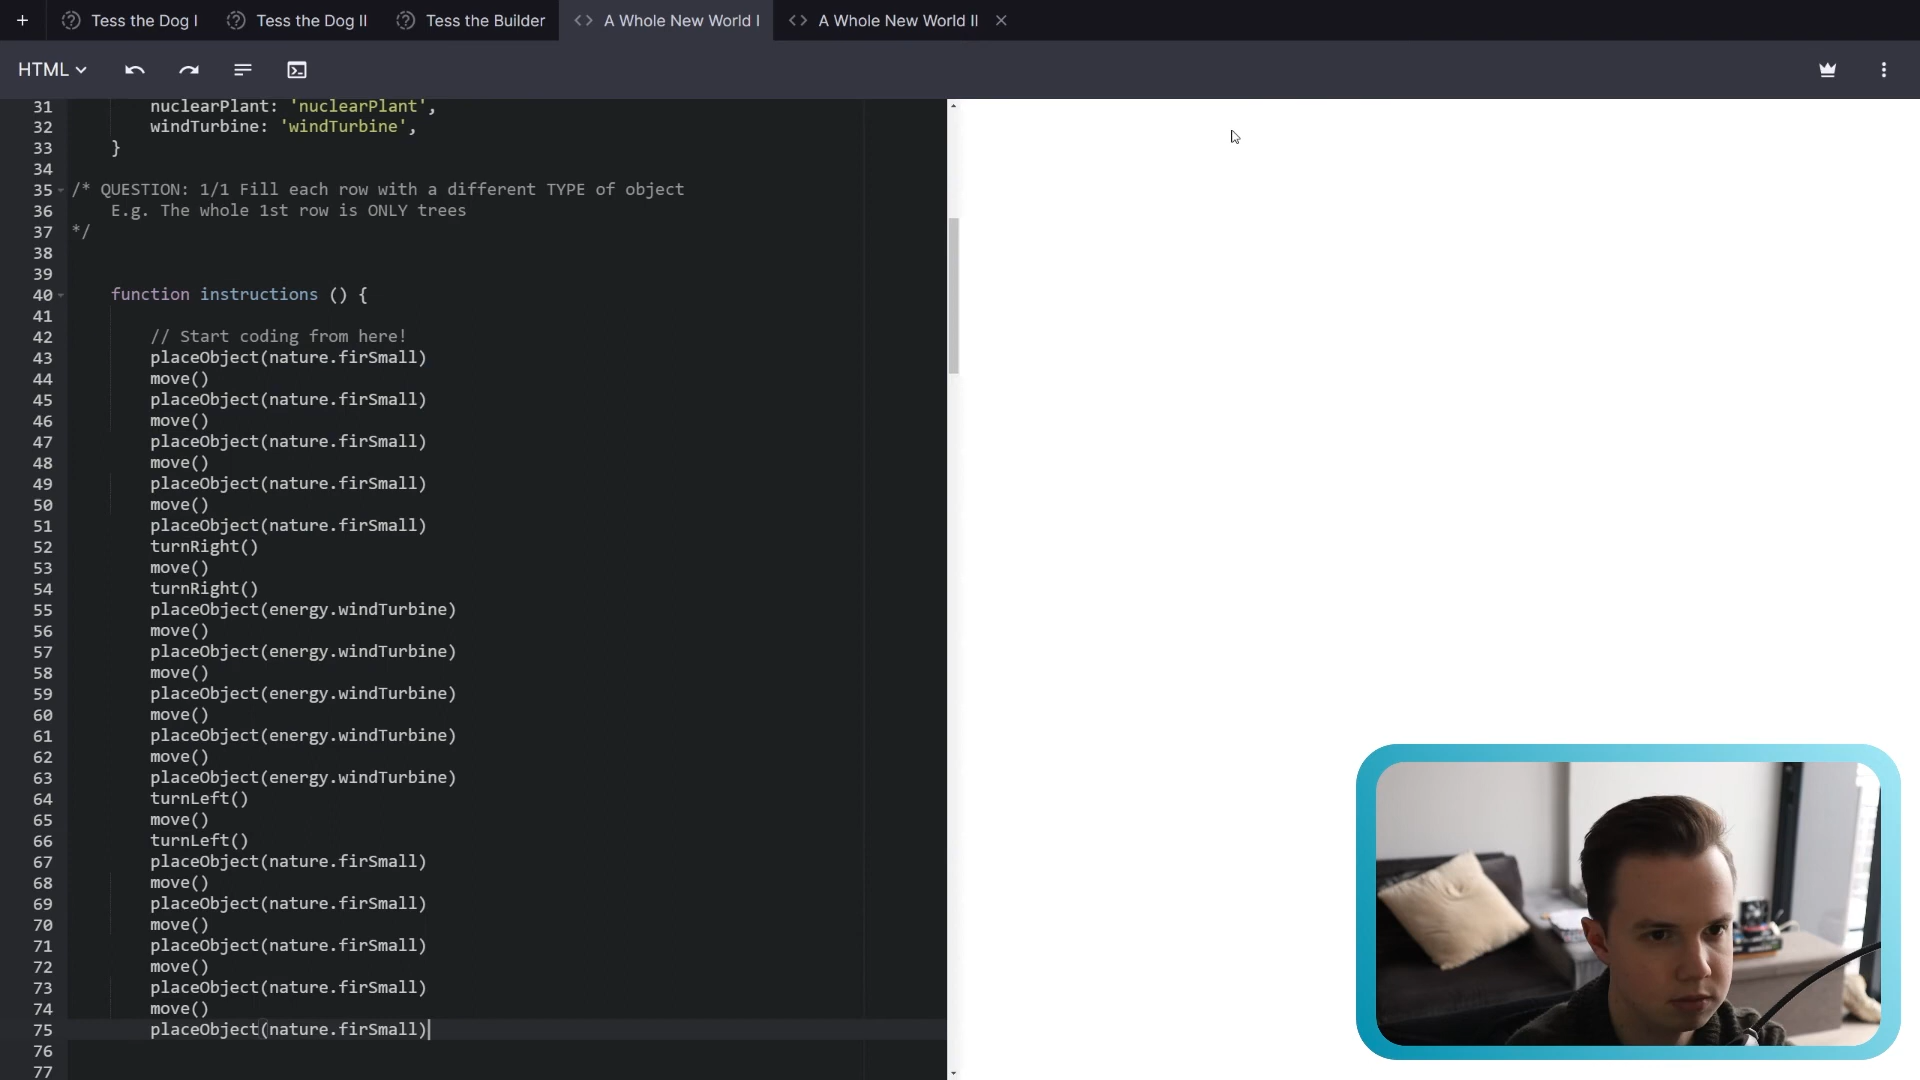 + Tess the Dog I Tess the Dog II Tess the Builder <> A Whole New World I <> A Whole New World II ×
HTML
31 nuclearPlant: 'nuclearPlant',
32 windTurbine: 'windTurbine',
33 }
34
35 /* QUESTION: 1/1 Fill each row with a different TYPE of object
36 E.g. The whole 1st row is ONLY trees
37 */
38
39
40 function instructions () {
41
42 // Start coding from here!
43 placeObject(nature.firSmall)
44 move()
45 placeObject(nature.firSmall)
46 move()
47 placeObject(nature.firSmall)
48 move()
49 placeObject(nature.firSmall)
50 move()
51 placeObject(nature.firSmall)
52 turnRight()
53 move()
54 turnRight()
55 placeObject(energy.windTurbine)
56 move()
57 placeObject(energy.windTurbine)
58 move()
59 placeObject(energy.windTurbine)
60 move()
61 placeObject(energy.windTurbine)
62 move()
63 placeObject(energy.windTurbine)
64 turnLeft()
65 move()
66 turnLeft()
67 placeObject(nature.firSmall)
68 move()
69 placeObject(nature.firSmall)
70 move()
71 placeObject(nature.firSmall)
72 move()
73 placeObject(nature.firSmall)
74 move()
75 placeObject(nature.firSmall)
76
77